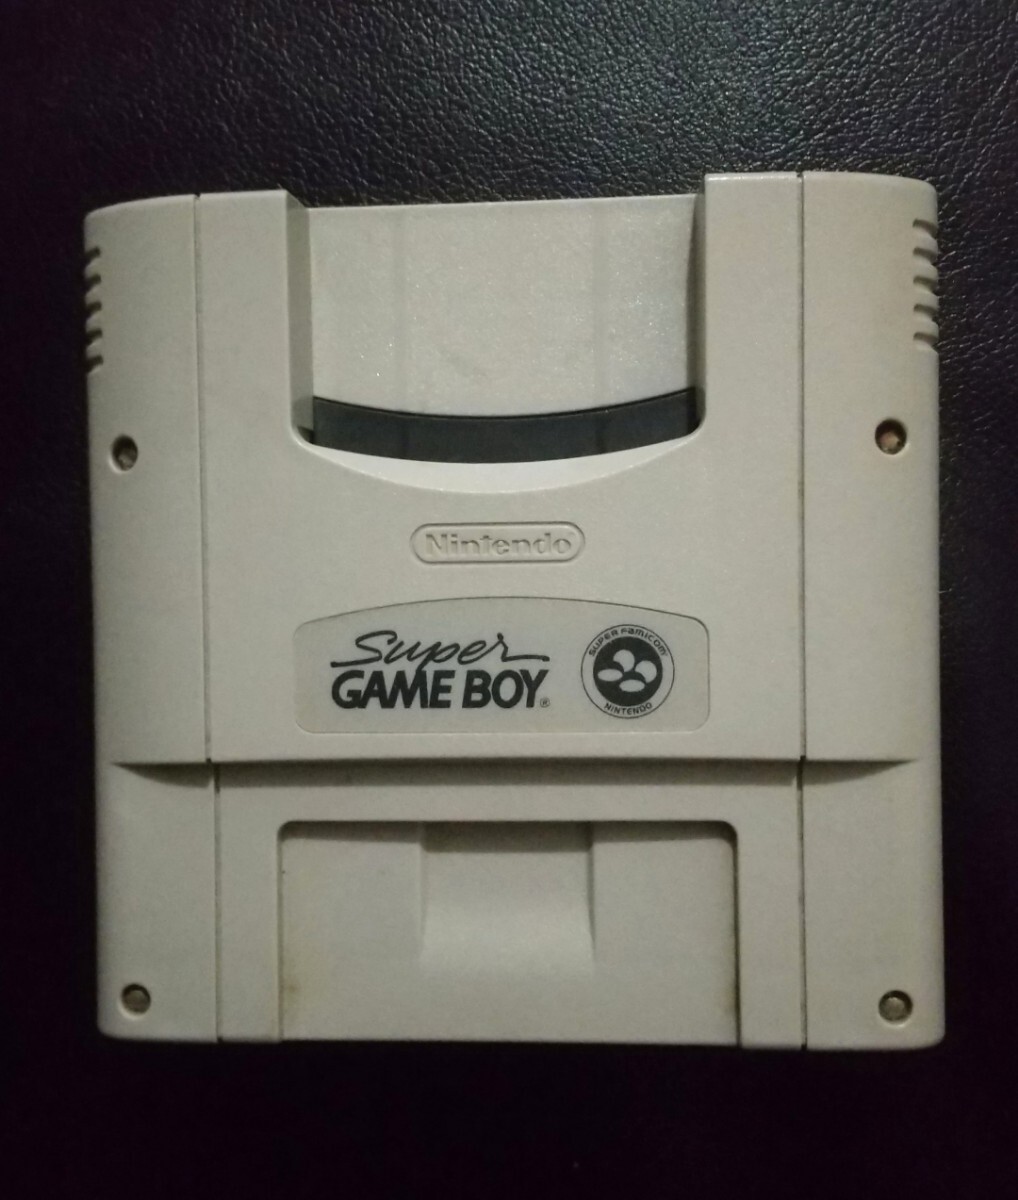 Nintendo
Super
GAME BOY®
SUPER FAMICOM
NINTENDO